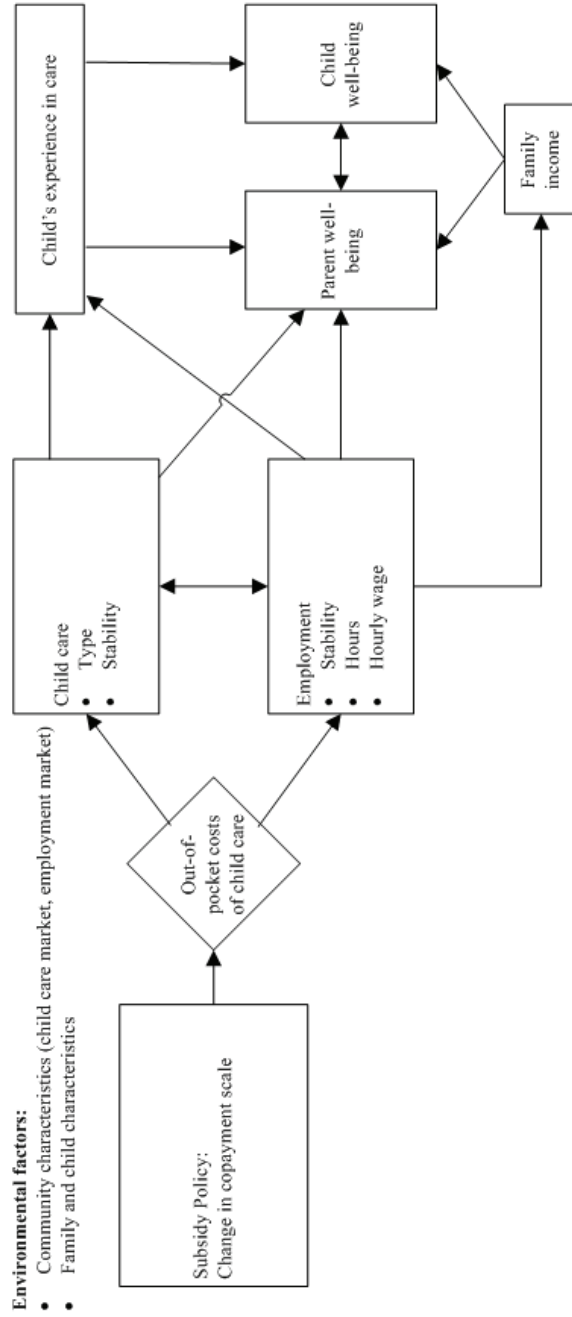 Environmental factors:
• Community characteristics (child care market, employment market)
• Family and child characteristics
Subsidy Policy:
Change in copayment scale
Out-of-
pocket costs
of child care
Child care
• Type
• Stability
Employment
• Stability
• Hours
• Hourly wage
Child's experience in care
Parent well-
being
Child
well-being
Family
income